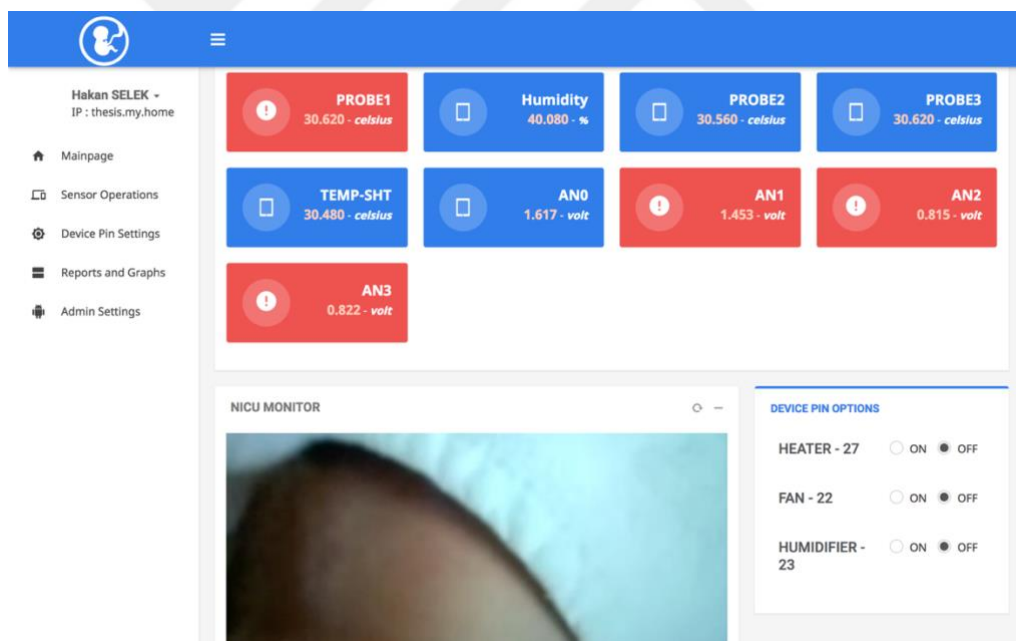 Hakan SELEK
IP : thesis.my.home
Mainpage
Sensor Operations
Device Pin Settings
Reports and Graphs
Admin Settings
PROBE1
30.620 - celsius
Humidity
40.080 - %
PROBE2
30.560 - celsius
PROBE3
30.620 - celsius
TEMP-SHT
30.480 - celsius
AN0
1.617 - volt
AN1
1.453 - volt
AN2
0.815 - volt
AN3
0.822 - volt
NICU MONITOR
DEVICE PIN OPTIONS
HEATER - 27 ON OFF
FAN - 22 ON OFF
HUMIDIFIER - ON OFF
23